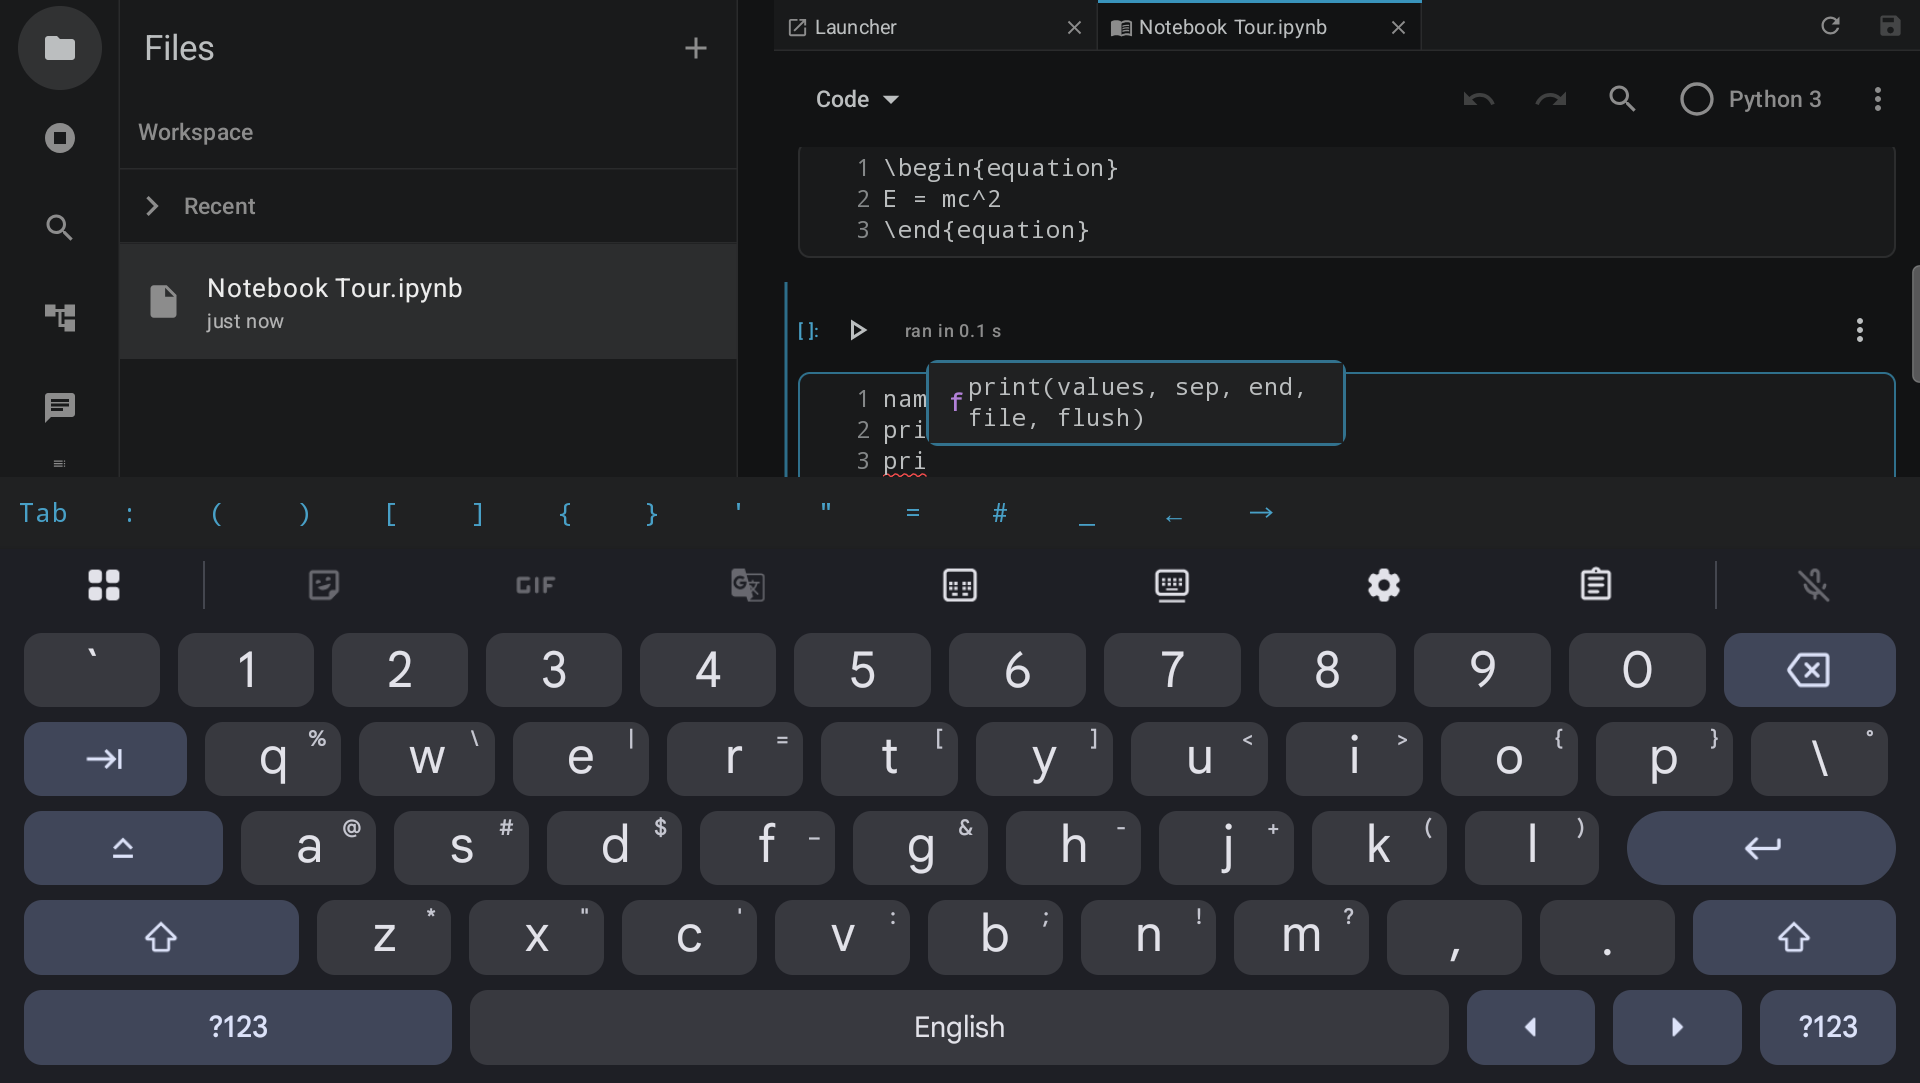 Files
Workspace
Recent
Notebook Tour.ipynb
just now
Launcher
Notebook Tour.ipynb
Code
Python 3
1 \begin{equation}
2 E = mc^2
3 \end{equation}
[ ]:
ran in 0.1 s
1 nam
2 pri
3 pri
f print(values, sep, end,
file, flush)
Tab : ( ) [ ] { } ' " = # _ ← →
GIF
` 1 2 3 4 5 6 7 8 9 0
q % w \ e | r = t [ y ] u < i > o { p } \ °
a @ s # d $ f _ g & h - j + k ( l )
z * x " c ' v : b ; n ! m ? , .
?123 English ?123